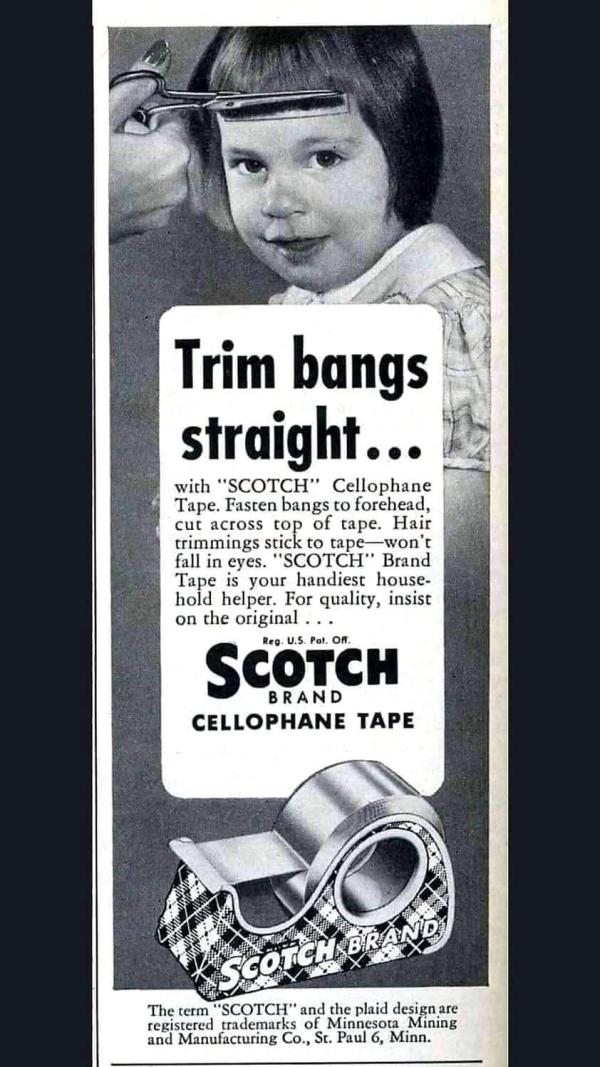 Trim bangs
straight...
with "SCOTCH" Cellophane
Tape. Fasten bangs to forehead,
cut across top of tape. Hair
trimmings stick to tape—won't
fall in eyes. "SCOTCH" Brand
Tape is your handiest house-
hold helper. For quality, insist
on the original . . .
Reg. U.S. Pat. Off.
SCOTCH
BRAND
CELLOPHANE TAPE
SCOTCH BRAND
The term "SCOTCH" and the plaid design are
registered trademarks of Minnesota Mining
and Manufacturing Co., St. Paul 6, Minn.